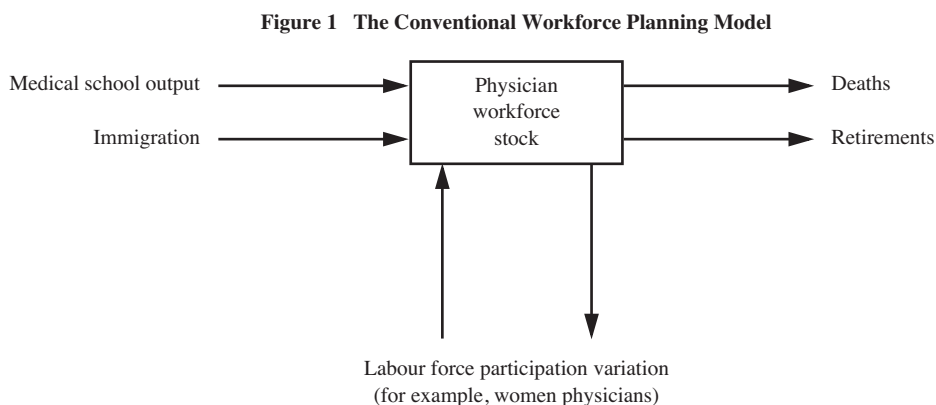 Figure 1 The Conventional Workforce Planning Model
Medical school output
Immigration
Physician
workforce
stock
Deaths
Retirements
Labour force participation variation
(for example, women physicians)